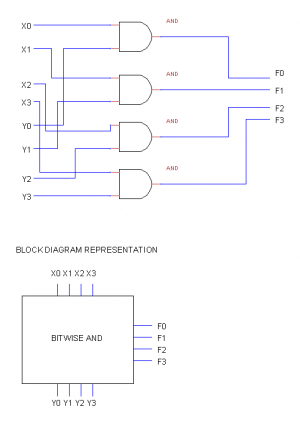 X0
AND
X1
F0
AND
F1
X2
X3
F2
AND
F3
Y0
Y1
AND
Y2
Y3
BLOCK DIAGRAM REPRESENTATION
X0 X1 X2 X3
F0
BITWISE AND
F1
F2
F3
Y0 Y1 Y2 Y3